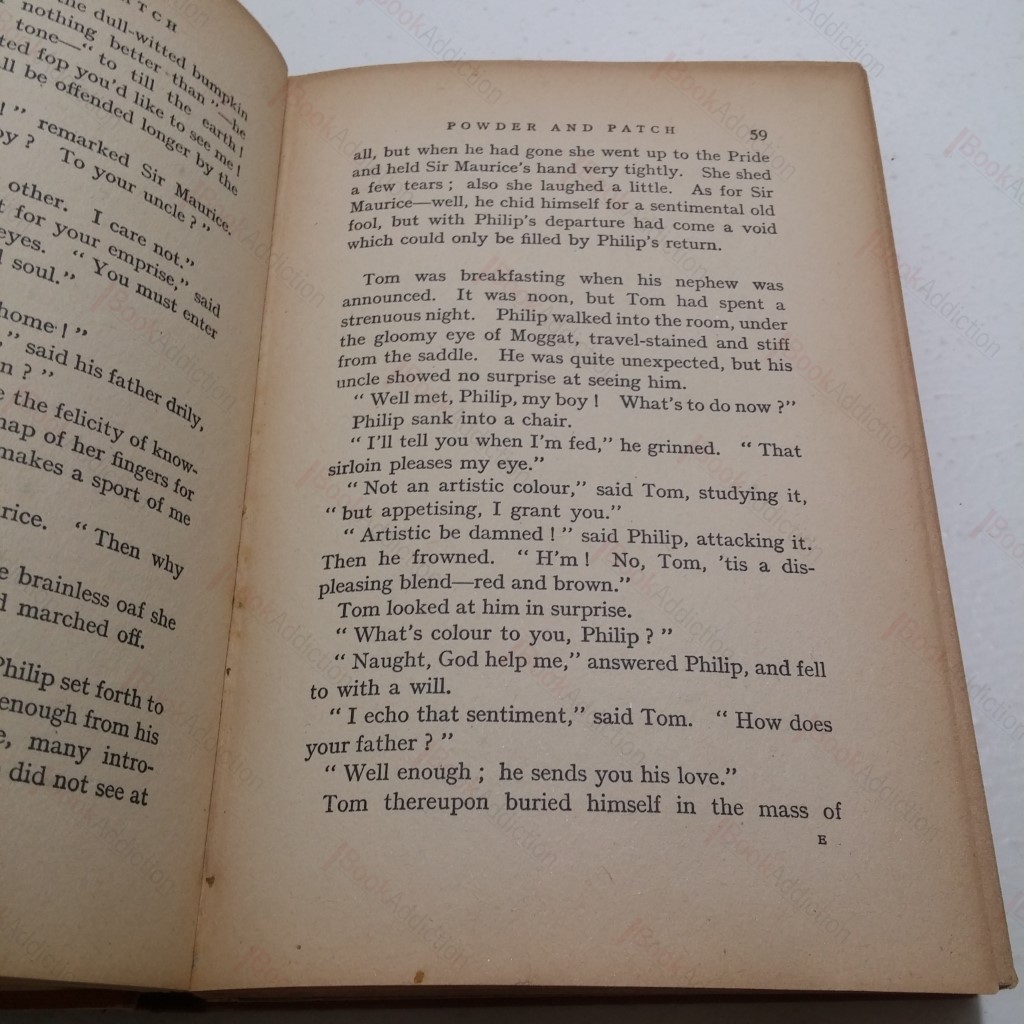 PATCH
the dull-witted bumpkin
nothing better than "—he
tone—" to till the earth!
ted fop you'd like to see me!
ll be offended longer by the
!" remarked Sir Maurice.
oy? To your uncle?"
other. I care not."
t for your emprise," said
eyes. "You must enter
l soul."
home!"
," said his father drily,
n?"
e the felicity of know-
nap of her fingers for
makes a sport of me
rice. "Then why
e brainless oaf she
d marched off.
Philip set forth to
enough from his
e, many intro-
did not see at
POWDER AND PATCH 59
all, but when he had gone she went up to the Pride
and held Sir Maurice's hand very tightly. She shed
a few tears; also she laughed a little. As for Sir
Maurice—well, he chid himself for a sentimental old
fool, but with Philip's departure had come a void
which could only be filled by Philip's return.
Tom was breakfasting when his nephew was
announced. It was noon, but Tom had spent a
strenuous night. Philip walked into the room, under
the gloomy eye of Moggat, travel-stained and stiff
from the saddle. He was quite unexpected, but his
uncle showed no surprise at seeing him.
"Well met, Philip, my boy! What's to do now?"
Philip sank into a chair.
"I'll tell you when I'm fed," he grinned. "That
sirloin pleases my eye."
"Not an artistic colour," said Tom, studying it,
"but appetising, I grant you."
"Artistic be damned!" said Philip, attacking it.
Then he frowned. "H'm! No, Tom, 'tis a dis-
pleasing blend—red and brown."
Tom looked at him in surprise.
"What's colour to you, Philip?"
"Naught, God help me," answered Philip, and fell
to with a will.
"I echo that sentiment," said Tom. "How does
your father?"
"Well enough; he sends you his love."
Tom thereupon buried himself in the mass of
E
BookAddiction